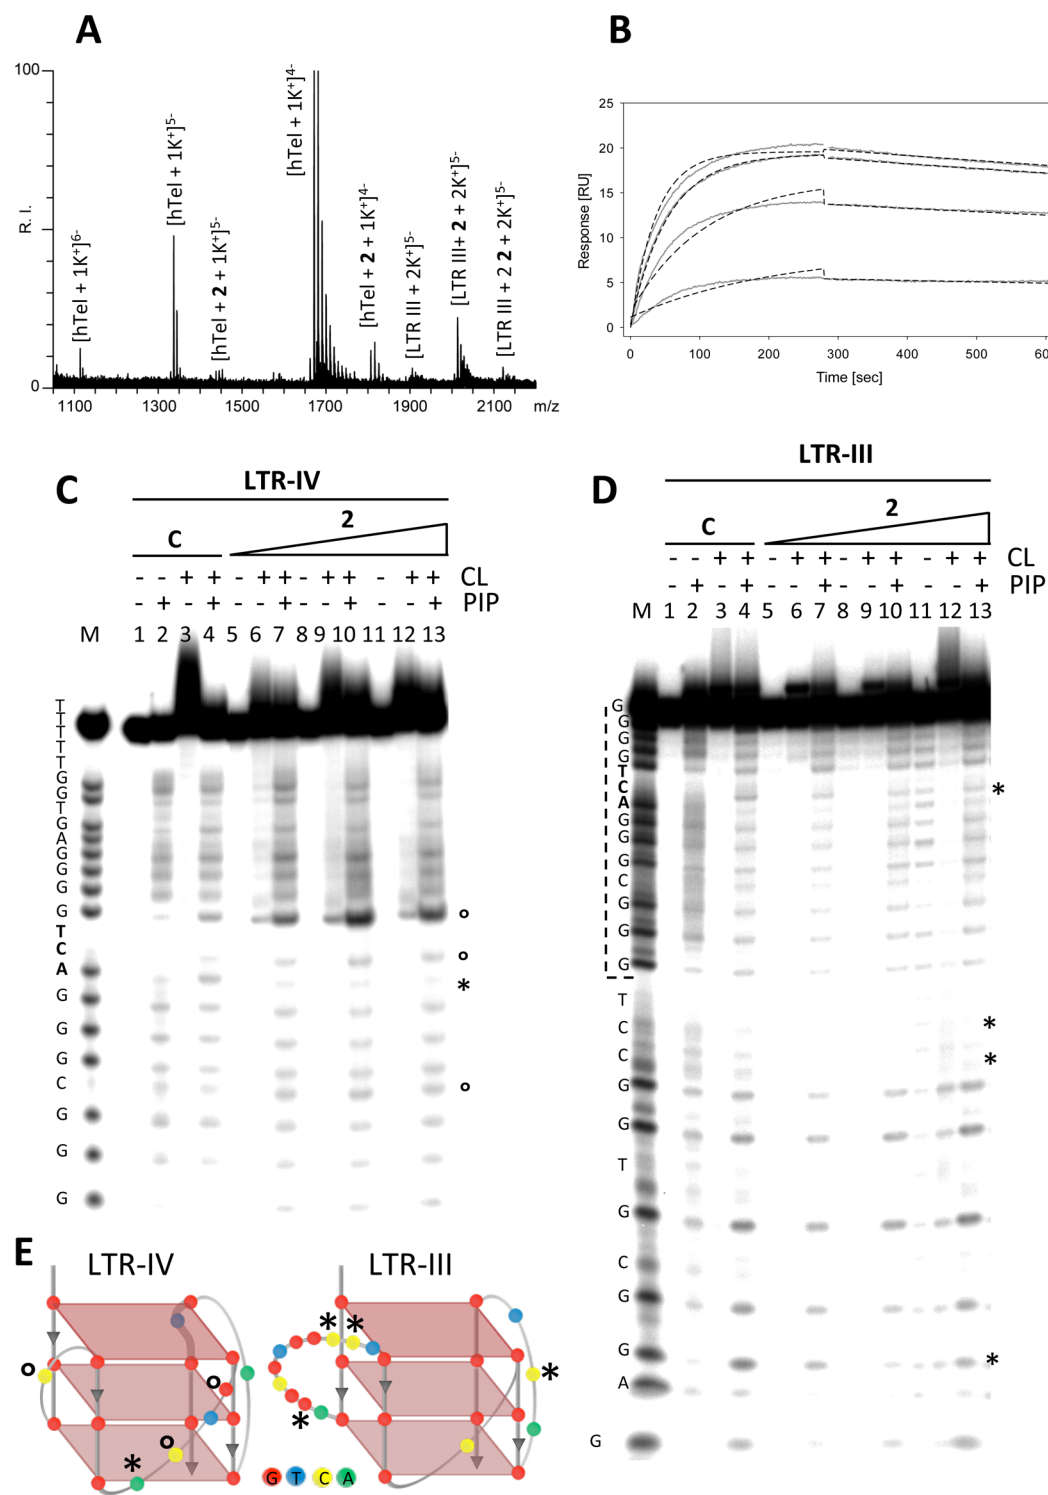 A
100
R. I.
0
[hTel + 1K⁺]⁶⁻
[hTel + 1K⁺]⁵⁻
[hTel + 2 + 1K⁺]⁵⁻
[hTel + 1K⁺]⁴⁻
[hTel + 2 + 1K⁺]⁴⁻
[LTR III + 2K⁺]⁵⁻
[LTR III+ 2 + 2K⁺]⁵⁻
[LTR III + 2 2 + 2K⁺]⁵⁻
1100 1300 1500 1700 1900 2100 m/z
B
25
20
15
10
5
0
Response [RU]
0 100 200 300 400 500 600
Time [sec]
C
LTR-IV
C 2
- - + + - + + - + + - + + CL
- + - + - - + - - + - - + PIP
M 1 2 3 4 5 6 7 8 9 10 11 12 13
T
T
T
T
T
G
G
T
G
A
G
G
G
G
T
C
A
G
G
G
C
G
G
G
o
o
*
o
D
LTR-III
C 2
- - + + - + + - + + - + + CL
- + - + - - + - - + - - + PIP
M 1 2 3 4 5 6 7 8 9 10 11 12 13
G
G
G
G
T
C
A
G
G
G
C
G
G
G
T
C
C
G
G
T
G
C
G
G
A
G
*
*
*
*
E
LTR-IV
o
o
o
*
LTR-III
* *
*
*
G T C A